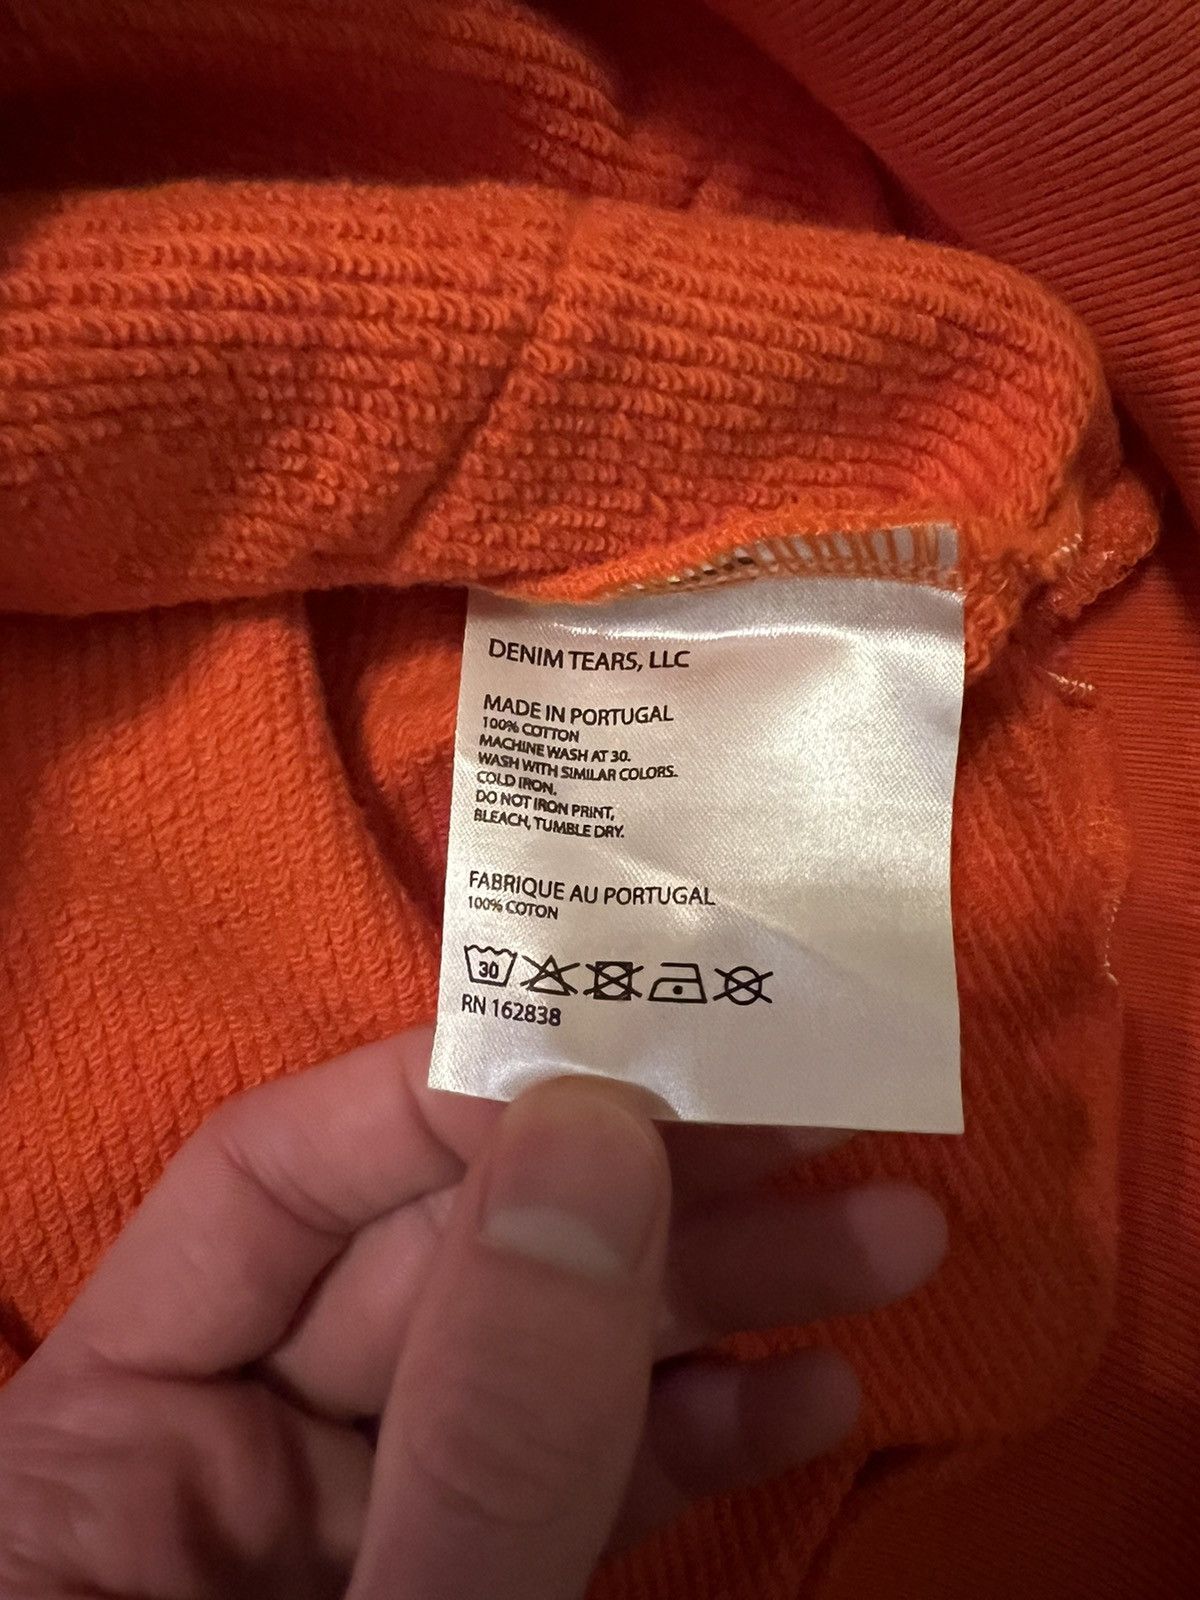 DENIM TEARS, LLC
MADE IN PORTUGAL
100% COTTON
MACHINE WASH AT 30.
WASH WITH SIMILAR COLORS.
COLD IRON.
DO NOT IRON PRINT,
BLEACH, TUMBLE DRY.
FABRIQUE AU PORTUGAL
100% COTON
30
RN 162838